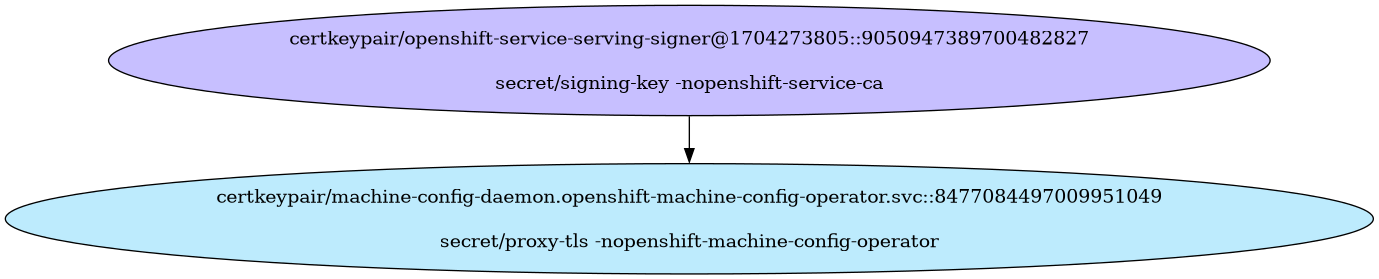 certkeypair/openshift-service-serving-signer@1704273805::9050947389700482827
secret/signing-key -nopenshift-service-ca
certkeypair/machine-config-daemon.openshift-machine-config-operator.svc::8477084497009951049
secret/proxy-tls -nopenshift-machine-config-operator